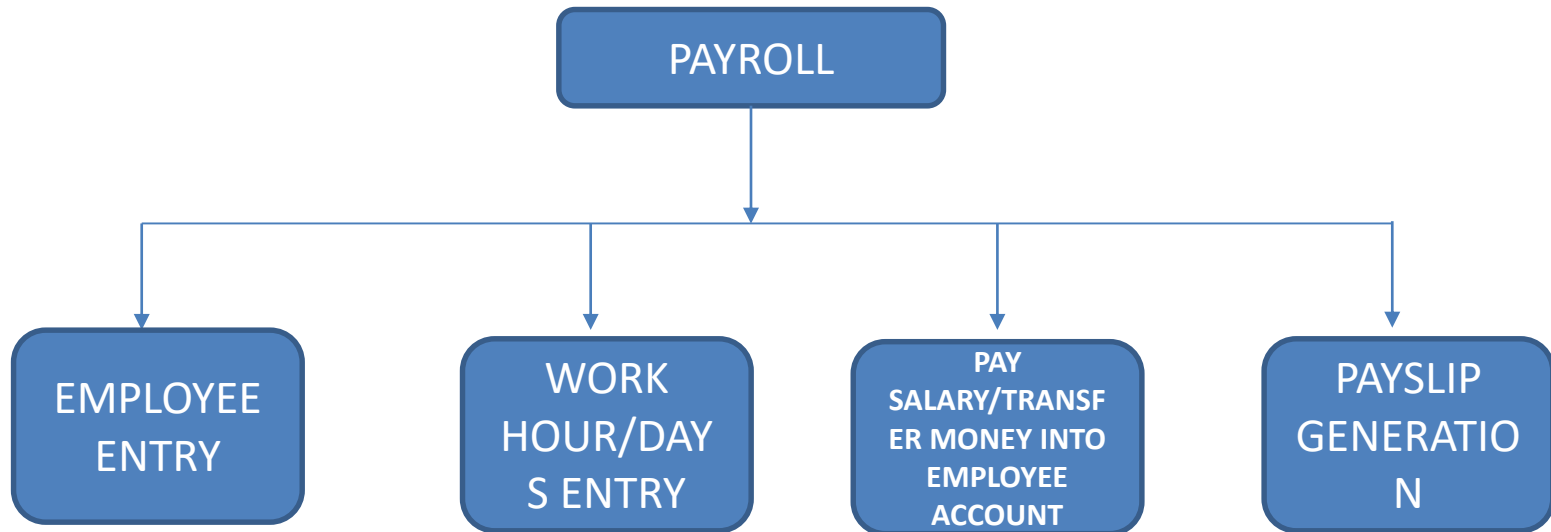 PAYROLL
EMPLOYEE
ENTRY
WORK
HOUR/DAY
S ENTRY
PAY
SALARY/TRANSF
ER MONEY INTO
EMPLOYEE
ACCOUNT
PAYSLIP
GENERATIO
N